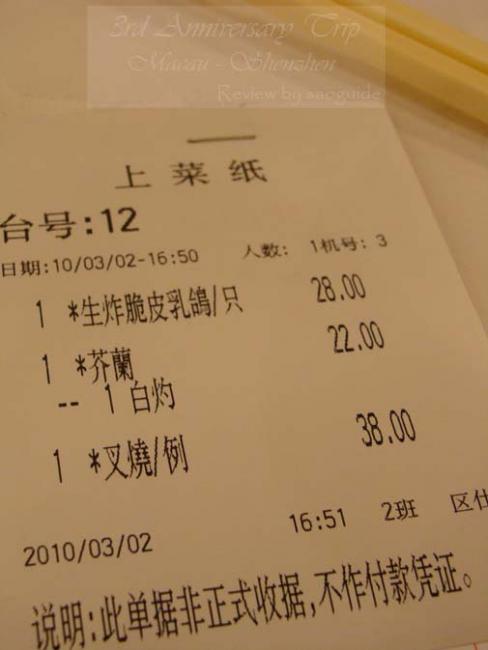 3rd Anniversary Trip
Macau - Shenzhen
Review by saoguide
上菜纸
台号:12
日期:10/03/02-16:50 人数: 1机号: 3
1 *生炸脆皮乳鸽/只 28.00
1 *芥蘭 22.00
-- 1 白灼
1 *叉燒/例 38.00
2010/03/02 16:51 2班 区仕
说明:此单据非正式收据,不作付款凭证。